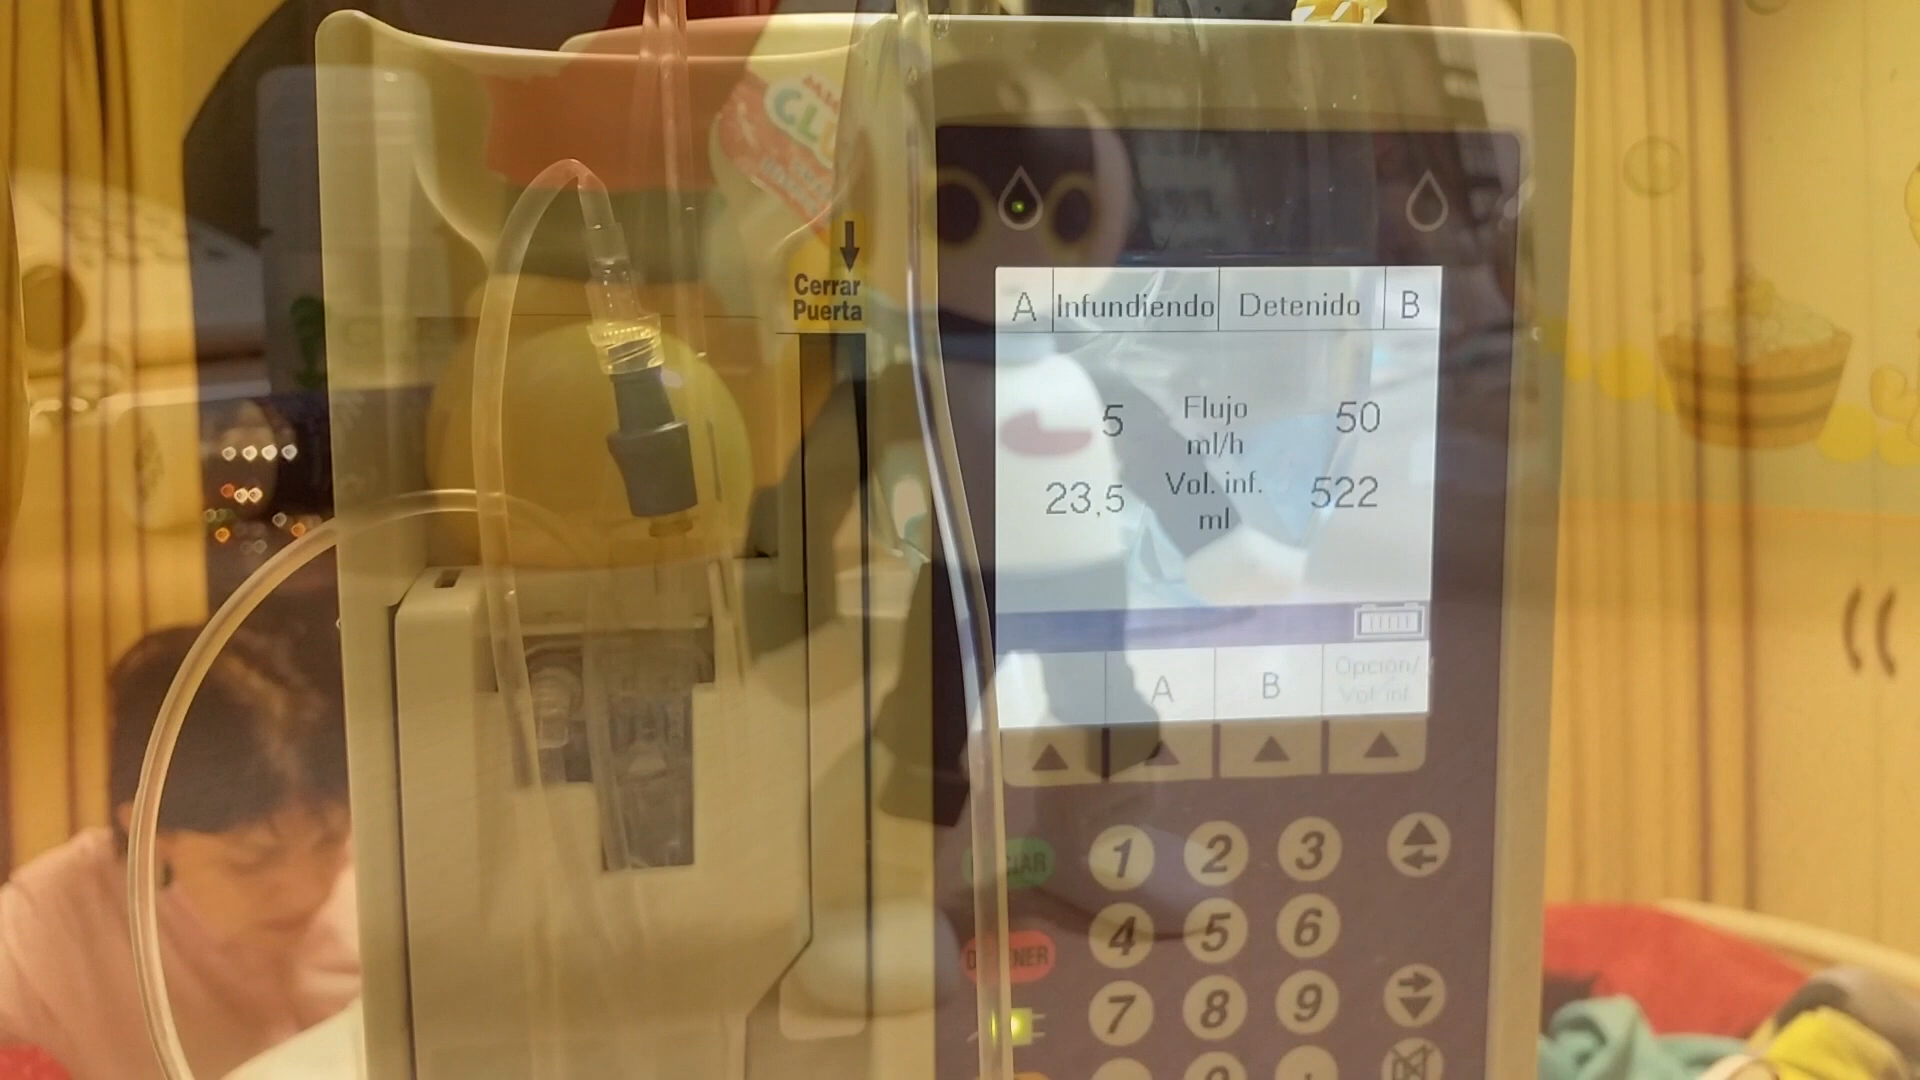 Cerrar
Puerta
A Infundiendo Detenido B
5 Flujo 50
ml/h
23,5 Vol. inf. 522
ml
A B Opción/
Vol. inf.
1 2 3
4 5 6
7 8 9